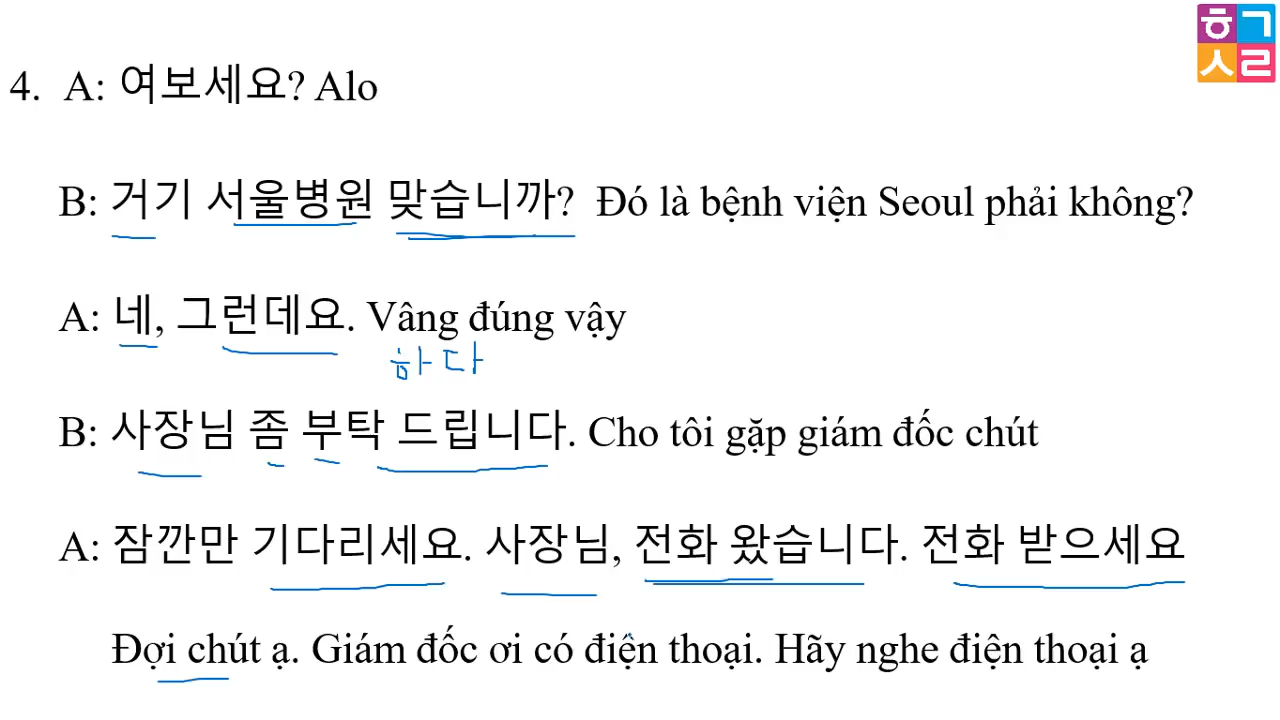 ㅎㄱ
ㅅㄹ
4. A: 여보세요? Alo
B: 거기 서울병원 맞습니까? Đó là bệnh viện Seoul phải không?
A: 네, 그런데요. Vâng đúng vậy
하다
B: 사장님 좀 부탁 드립니다. Cho tôi gặp giám đốc chút
A: 잠깐만 기다리세요. 사장님, 전화 왔습니다. 전화 받으세요
Đợi chút ạ. Giám đốc ơi có điện thoại. Hãy nghe điện thoại ạ